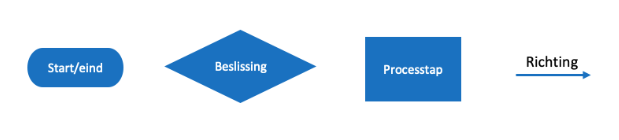 Start/eind
Beslissing
Processtap
Richting